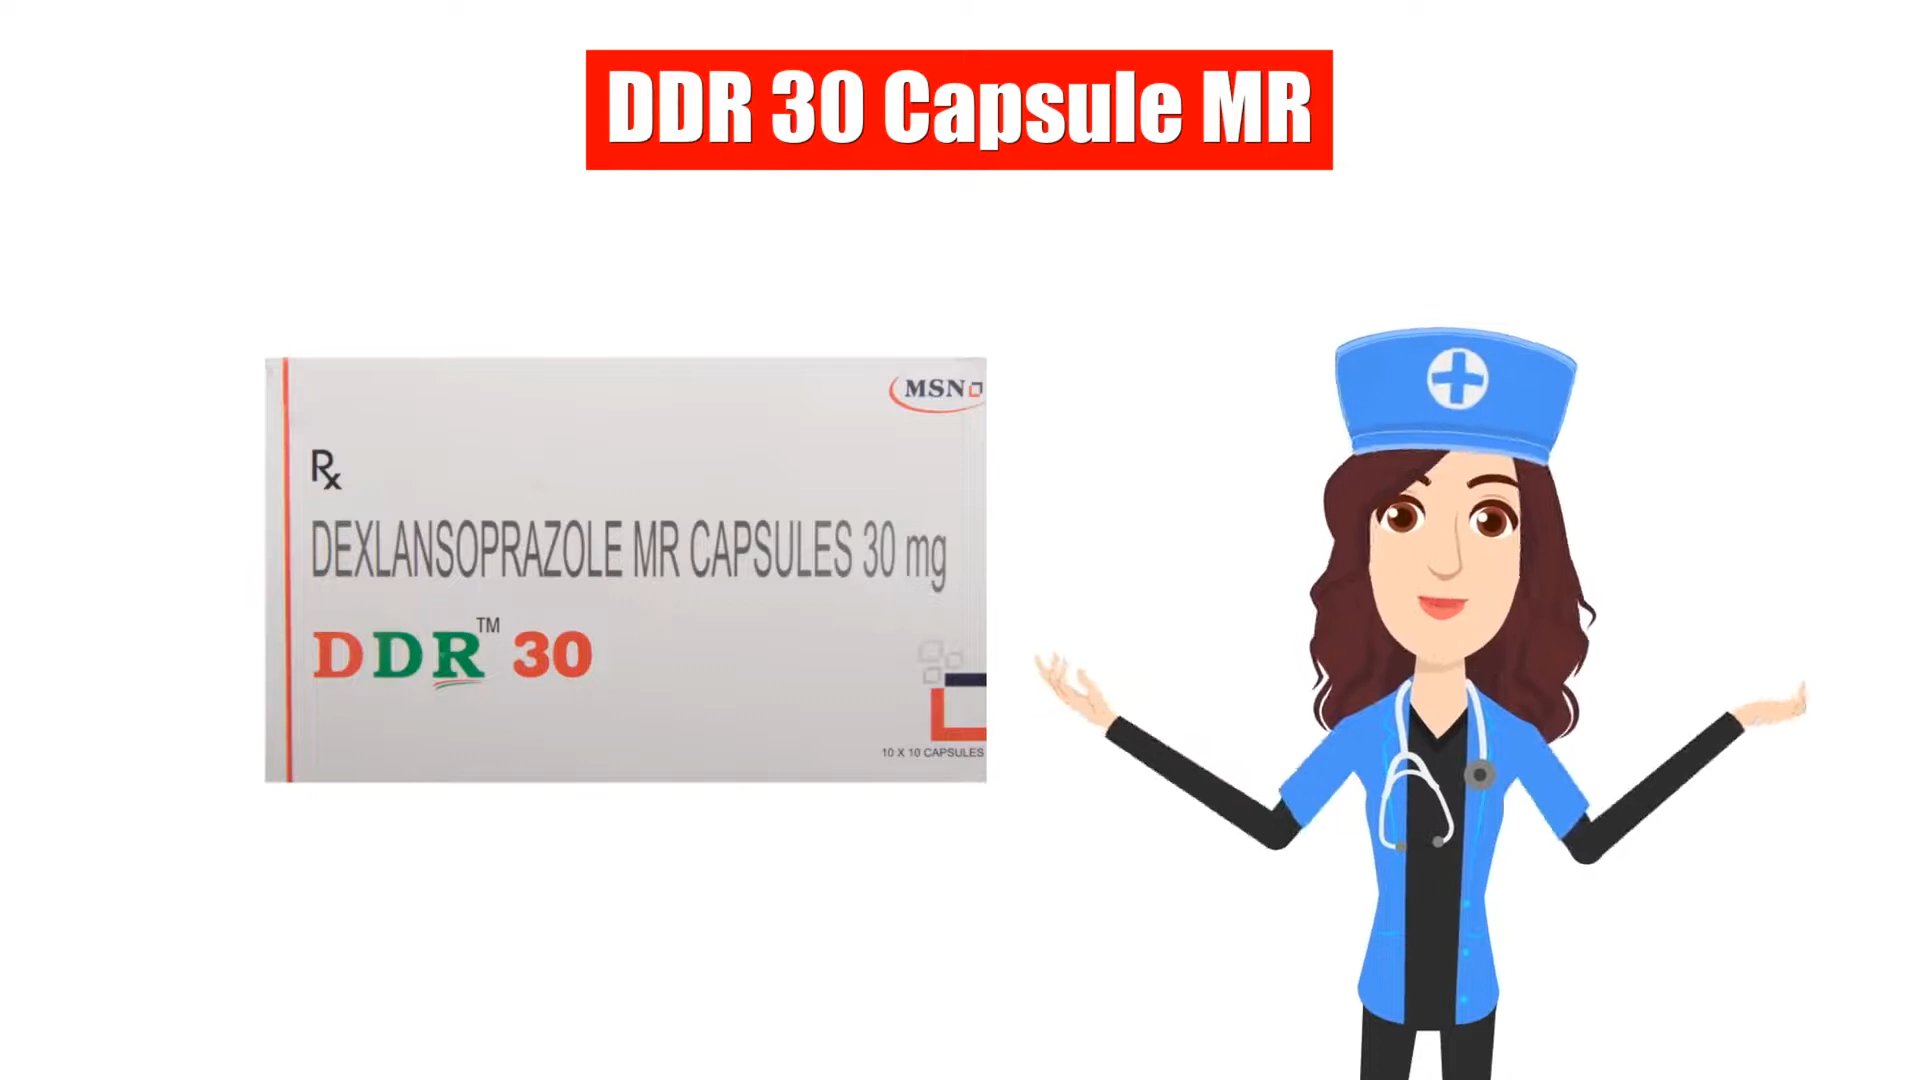 DDR 30 Capsule MR
MSN
Rx
DEXLANSOPRAZOLE MR CAPSULES 30 mg
DDR™ 30
10 X 10 CAPSULES